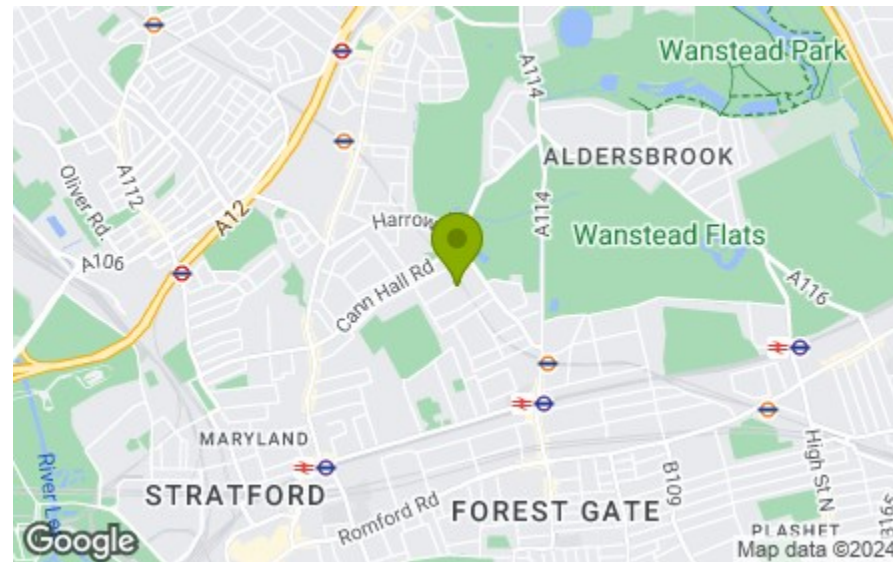 Wanstead Park
A114
ALDERSBROOK
A112
Oliver Rd.
A12
Harrow
A114
Wanstead Flats
A106
Cann Hall Rd
A116
MARYLAND
River Lea
STRATFORD
Romford Rd
FOREST GATE
B109
High St N
PLASHET
Google
Map data ©2024